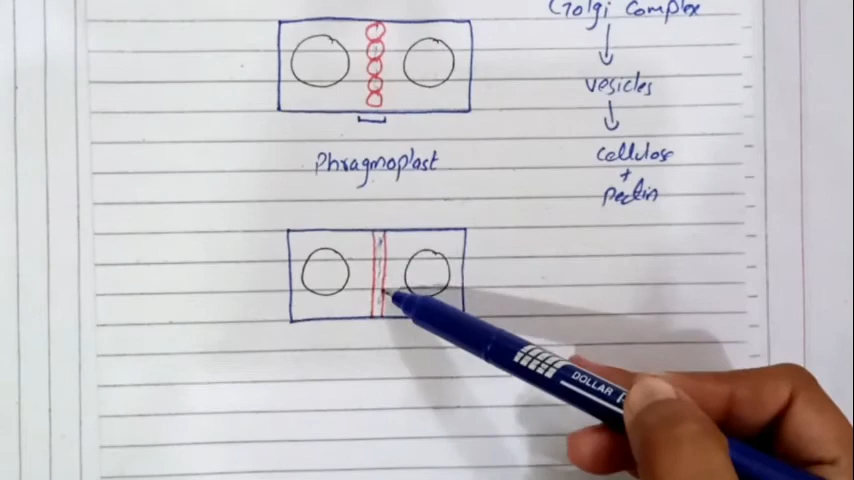 Golgi Complex
vesicles
Cellulose
+
Pectin
Phragmoplast
DOLLAR